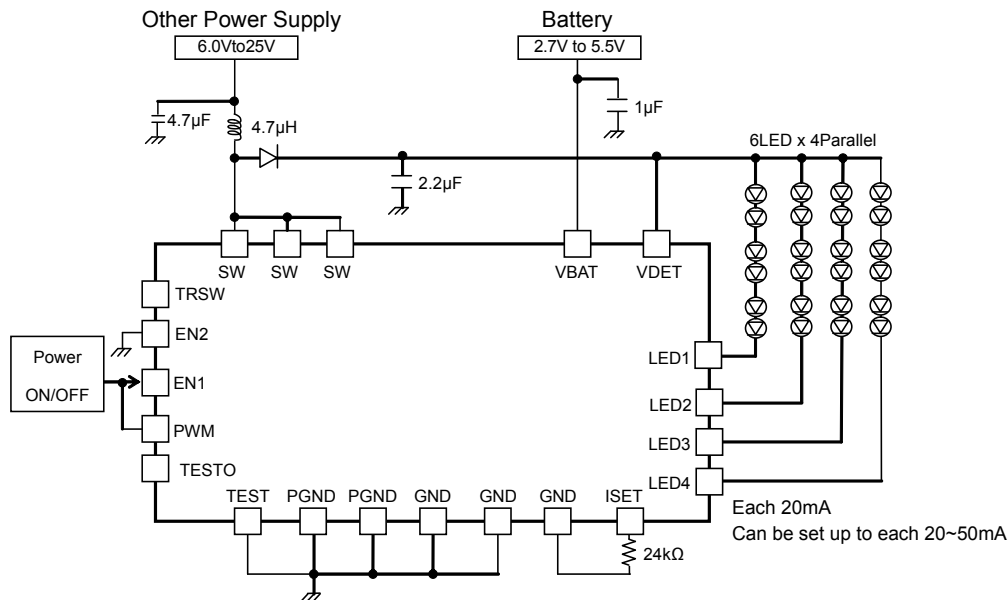 Other Power Supply
Battery
6.0Vto25V
2.7V to 5.5V
4.7µF
4.7µH
1µF
6LED x 4Parallel
2.2µF
SW
SW
SW
VBAT
VDET
TRSW
EN2
Power
ON/OFF
EN1
PWM
TESTO
LED1
LED2
LED3
LED4
TEST
PGND
PGND
GND
GND
GND
ISET
24kΩ
Each 20mA
Can be set up to each 20~50mA